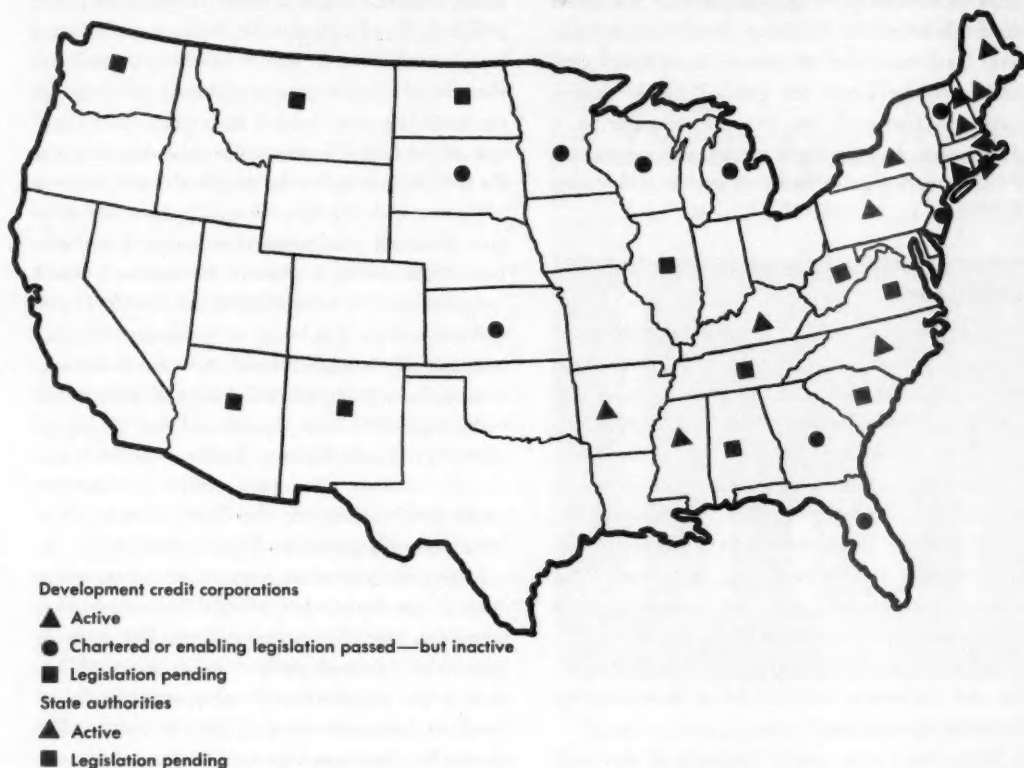 Development credit corporations
Active
Chartered or enabling legislation passed—but inactive
Legislation pending
State authorities
Active
Legislation pending